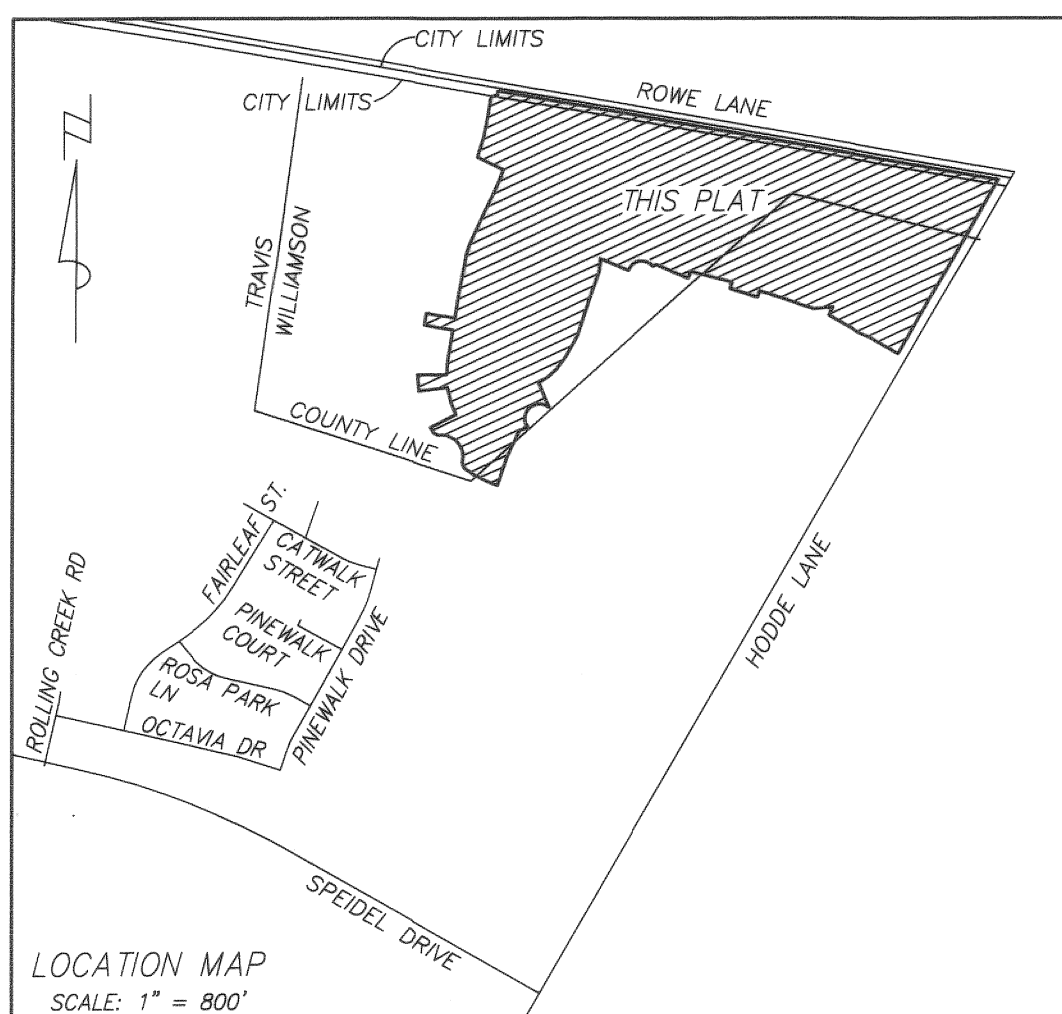 CITY LIMITS
CITY LIMITS
ROWE LANE
N
THIS PLAT
TRAVIS
WILLIAMSON
COUNTY LINE
HODDE LANE
FAIRLEAF ST.
CATWALK
STREET
PINEWALK
COURT
PINEWALK DRIVE
ROSA PARK
LN
OCTAVIA DR
ROLLING CREEK RD
SPEIDEL DRIVE
LOCATION MAP
SCALE: 1" = 800'